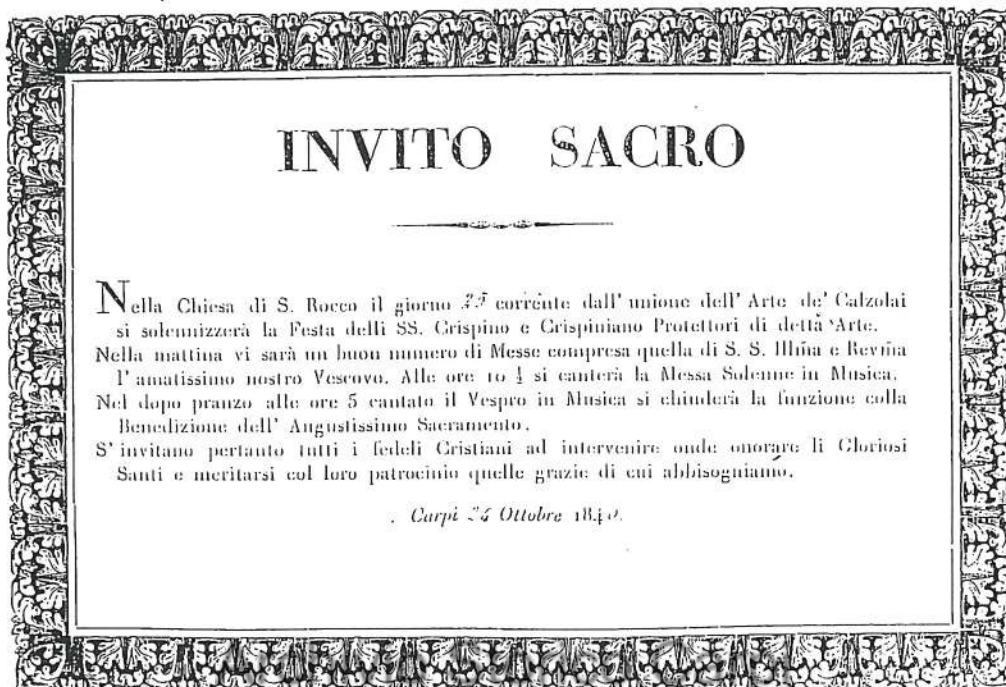 INVITO SACRO
Nella Chiesa di S. Rocco il giorno 25 corrente dall' unione dell' Arte de' Calzolai
si solennizzerà la Festa delli SS. Crispino e Crispiniano Protettori di detta Arte.
Nella mattina vi sarà un buon numero di Messe compresa quella di S. S. Illm̃a e Revm̃a
l' amatissimo nostro Vescovo. Alle ore 10 ½ si canterà la Messa Solenne in Musica.
Nel dopo pranzo alle ore 5 cantato il Vespro in Musica si chiuderà la funzione colla
Benedizione dell' Augustissimo Sacramento.
S' invitano pertanto tutti i fedeli Cristiani ad intervenire onde onorare li Gloriosi
Santi e meritarsi col loro patrocinio quelle grazie di cui abbisogniamo.
Carpi 24 Ottobre 1840.